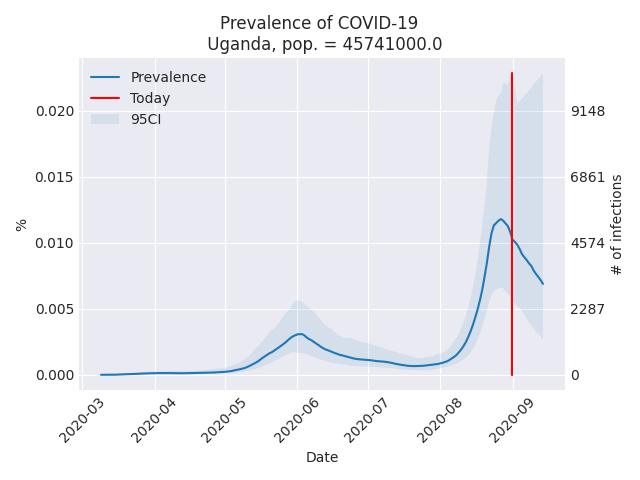 Prevalence of COVID-19
Uganda, pop. = 45741000.0
Prevalence
Today
95CI
%
0.020
0.015
0.010
0.005
0.000
9148
6861
4574
2287
0
# of infections
2020-03
2020-04
2020-05
2020-06
2020-07
2020-08
2020-09
Date